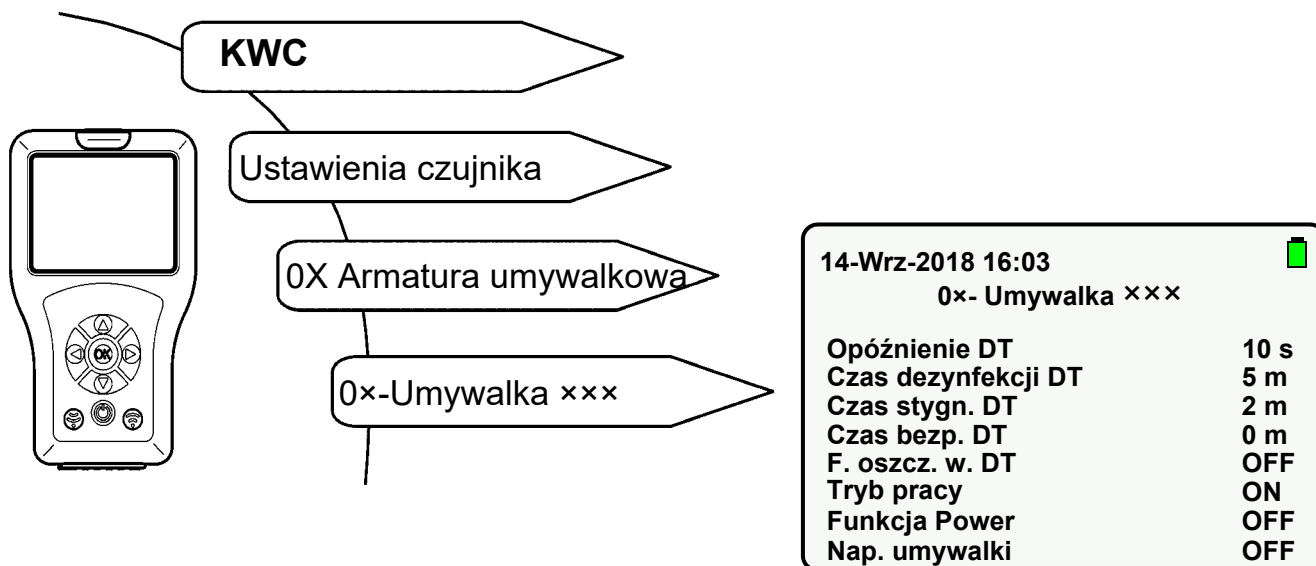 KWC
Ustawienia czujnika
0X Armatura umywalkowa
0×-Umywalka ×××
OK
14-Wrz-2018 16:03
0×- Umywalka ×××
Opóźnienie DT 10 s
Czas dezynfekcji DT 5 m
Czas stygn. DT 2 m
Czas bezp. DT 0 m
F. oszcz. w. DT OFF
Tryb pracy ON
Funkcja Power OFF
Nap. umywalki OFF